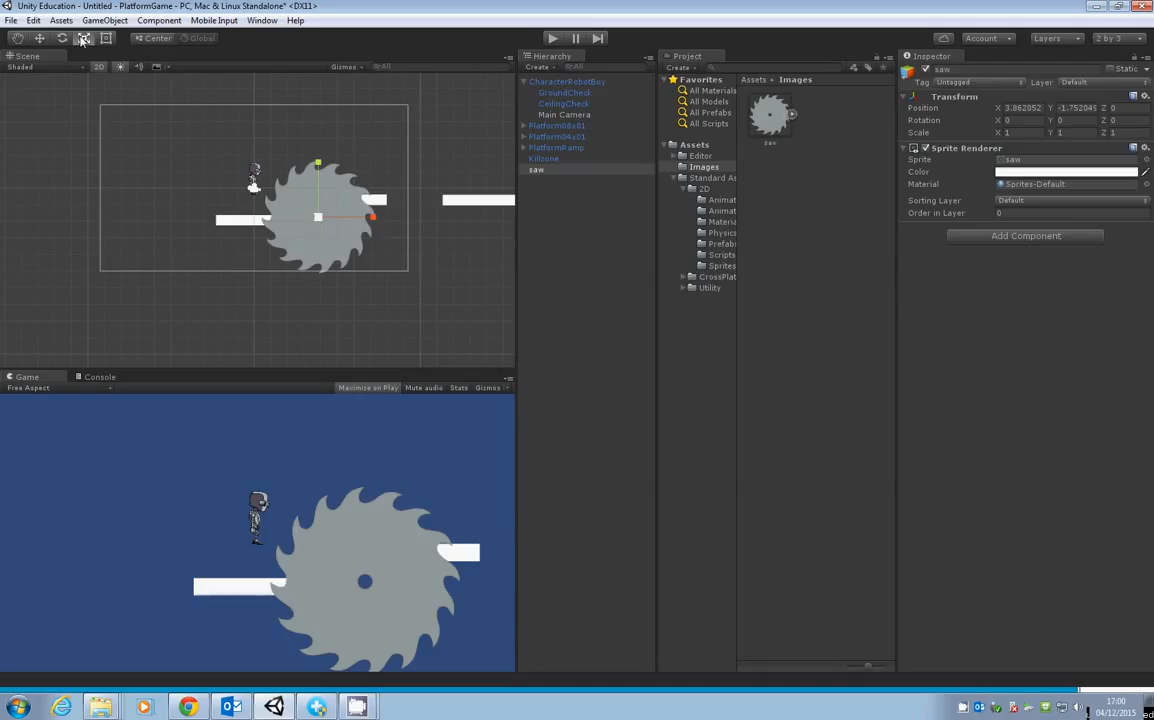 Unity Education - Untitled - PlatformGame - PC, Mac & Linux Standalone* <DX11>
File Edit Assets GameObject Component Mobile Input Window Help
Center Global Account Layers 2 by 3
Scene Hierarchy Project Inspector
Shaded 2D Gizmos All Create All Create
saw Static
Tag Untagged Layer Default
Transform
Position X 3.862052 Y -1.752049 Z 0
Rotation X 0 Y 0 Z 0
Scale X 1 Y 1 Z 1
Sprite Renderer
Sprite saw
Color
Material Sprites-Default
Sorting Layer Default
Order in Layer 0
Add Component
CharacterRobotBoy
GroundCheck
CeilingCheck
Main Camera
Platform08x01
Platform04x01
PlatformRamp
Killzone
saw
Favorites
All Materials
All Models
All Prefabs
All Scripts
Assets
Editor
Images
Standard As
2D
Animat
Animat
Materia
Physics
Prefabs
Scripts
Sprites
CrossPlat
Utility
Assets Images
saw
Game Console
Free Aspect Maximize on Play Mute audio Stats Gizmos
17:00
04/12/2015